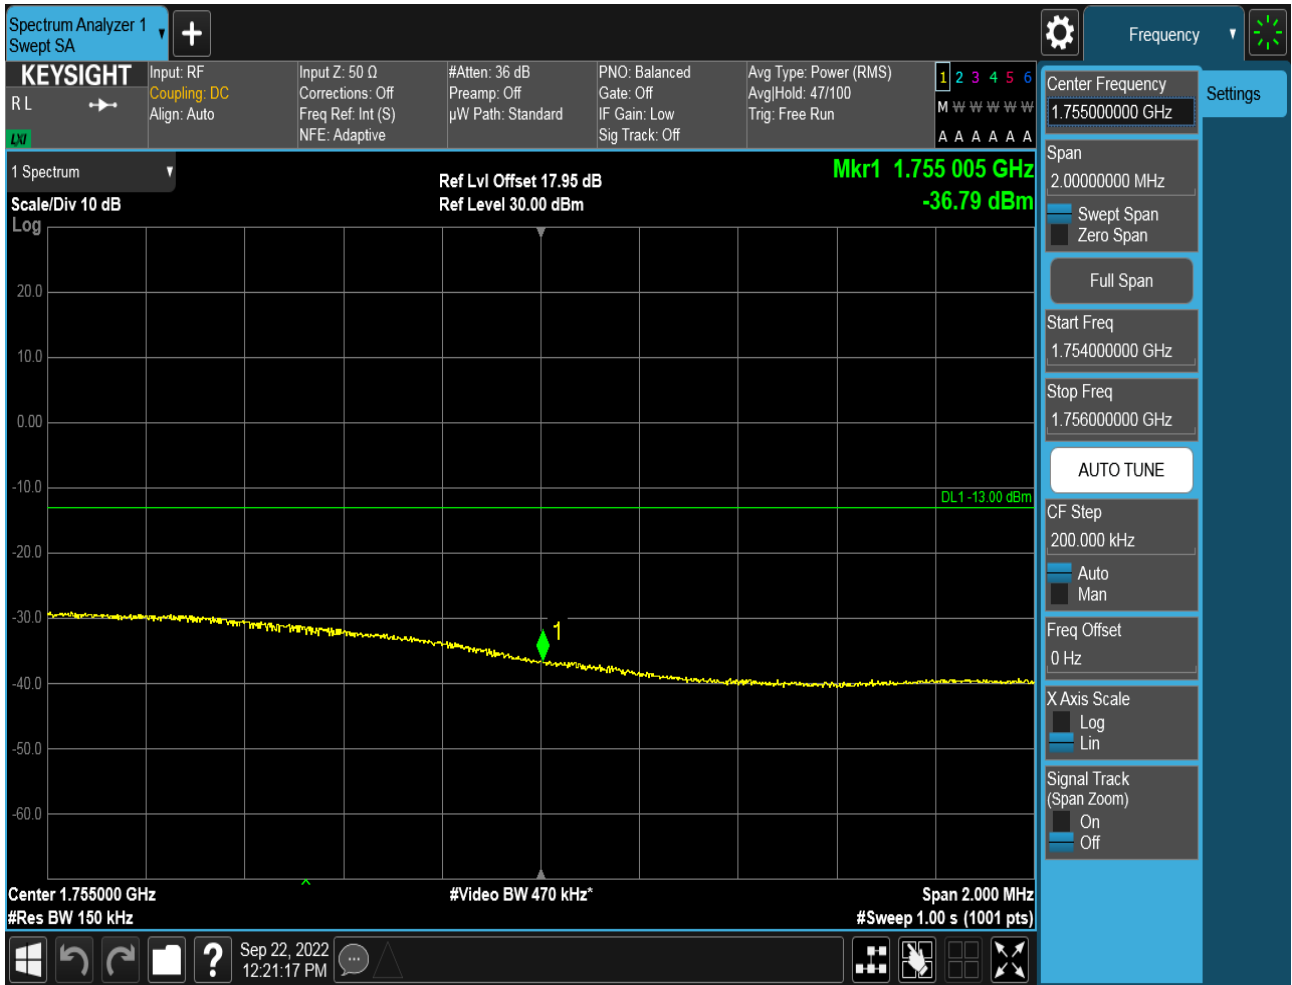 Spectrum Analyzer 1
Swept SA
Frequency
KEYSIGHT
R L
LXI
Input: RF
Coupling: DC
Align: Auto
Input Z: 50 Ω
Corrections: Off
Freq Ref: Int (S)
NFE: Adaptive
#Atten: 36 dB
Preamp: Off
µW Path: Standard
PNO: Balanced
Gate: Off
IF Gain: Low
Sig Track: Off
Avg Type: Power (RMS)
Avg|Hold: 47/100
Trig: Free Run
1 2 3 4 5 6
M W W W W W
A A A A A A
1 Spectrum
Scale/Div 10 dB
Log
Ref Lvl Offset 17.95 dB
Ref Level 30.00 dBm
Mkr1 1.755 005 GHz
-36.79 dBm
20.0
10.0
0.00
-10.0
DL1 -13.00 dBm
-20.0
-30.0
1
-40.0
-50.0
-60.0
Center 1.755000 GHz
#Video BW 470 kHz*
Span 2.000 MHz
#Res BW 150 kHz
#Sweep 1.00 s (1001 pts)
?
Sep 22, 2022
12:21:17 PM
Center Frequency
1.755000000 GHz
Settings
Span
2.00000000 MHz
Swept Span
Zero Span
Full Span
Start Freq
1.754000000 GHz
Stop Freq
1.756000000 GHz
AUTO TUNE
CF Step
200.000 kHz
Auto
Man
Freq Offset
0 Hz
X Axis Scale
Log
Lin
Signal Track
(Span Zoom)
On
Off